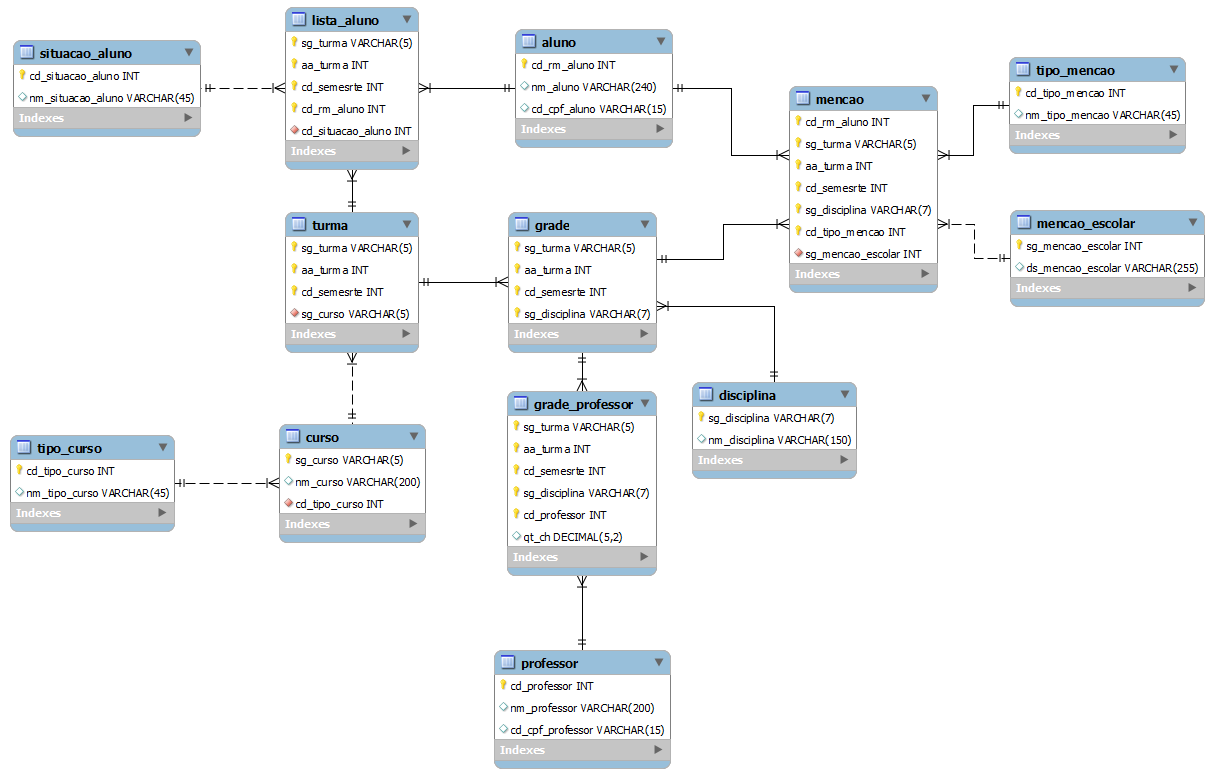 situacao_aluno
cd_situacao_aluno INT
nm_situacao_aluno VARCHAR(45)
Indexes
lista_aluno
sg_turma VARCHAR(5)
aa_turma INT
cd_semesrte INT
cd_rm_aluno INT
cd_situacao_aluno INT
Indexes
aluno
cd_rm_aluno INT
nm_aluno VARCHAR(240)
cd_cpf_aluno VARCHAR(15)
Indexes
mencao
cd_rm_aluno INT
sg_turma VARCHAR(5)
aa_turma INT
cd_semesrte INT
sg_disciplina VARCHAR(7)
cd_tipo_mencao INT
sg_mencao_escolar INT
Indexes
tipo_mencao
cd_tipo_mencao INT
nm_tipo_mencao VARCHAR(45)
Indexes
turma
sg_turma VARCHAR(5)
aa_turma INT
cd_semesrte INT
sg_curso VARCHAR(5)
Indexes
grade
sg_turma VARCHAR(5)
aa_turma INT
cd_semesrte INT
sg_disciplina VARCHAR(7)
Indexes
mencao_escolar
sg_mencao_escolar INT
ds_mencao_escolar VARCHAR(255)
Indexes
tipo_curso
cd_tipo_curso INT
nm_tipo_curso VARCHAR(45)
Indexes
curso
sg_curso VARCHAR(5)
nm_curso VARCHAR(200)
cd_tipo_curso INT
Indexes
grade_professor
sg_turma VARCHAR(5)
aa_turma INT
cd_semesrte INT
sg_disciplina VARCHAR(7)
cd_professor INT
qt_ch DECIMAL(5,2)
Indexes
disciplina
sg_disciplina VARCHAR(7)
nm_disciplina VARCHAR(150)
Indexes
professor
cd_professor INT
nm_professor VARCHAR(200)
cd_cpf_professor VARCHAR(15)
Indexes